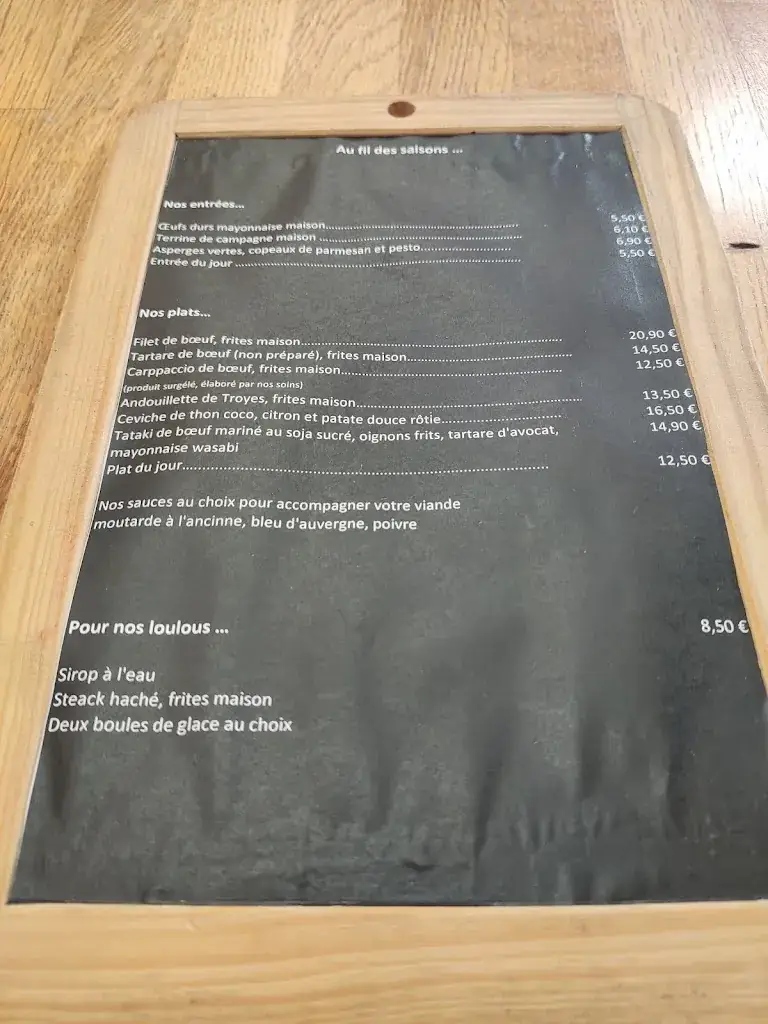 Au fil des saisons ...
Nos entrées...
Œufs durs mayonnaise maison.......................................................... 5,50 €
Terrine de campagne maison ............................................................ 6,10 €
Asperges vertes, copeaux de parmesan et pesto........................... 6,90 €
Entrée du jour ..................................................................................... 5,50 €
Nos plats...
Filet de bœuf, frites maison................................................................ 20,90 €
Tartare de bœuf (non préparé), frites maison................................. 14,50 €
Carppaccio de bœuf, frites maison..................................................... 12,50 €
(produit surgelé, élaboré par nos soins)
Andouillette de Troyes, frites maison...................................................... 13,50 €
Ceviche de thon coco, citron et patate douce rôtie............................ 16,50 €
Tataki de bœuf mariné au soja sucré, oignons frits, tartare d'avocat, 14,90 €
mayonnaise wasabi
Plat du jour................................................................................... 12,50 €
Nos sauces au choix pour accompagner votre viande
moutarde à l'ancinne, bleu d'auvergne, poivre
Pour nos loulous ... 8,50 €
Sirop à l'eau
Steack haché, frites maison
Deux boules de glace au choix